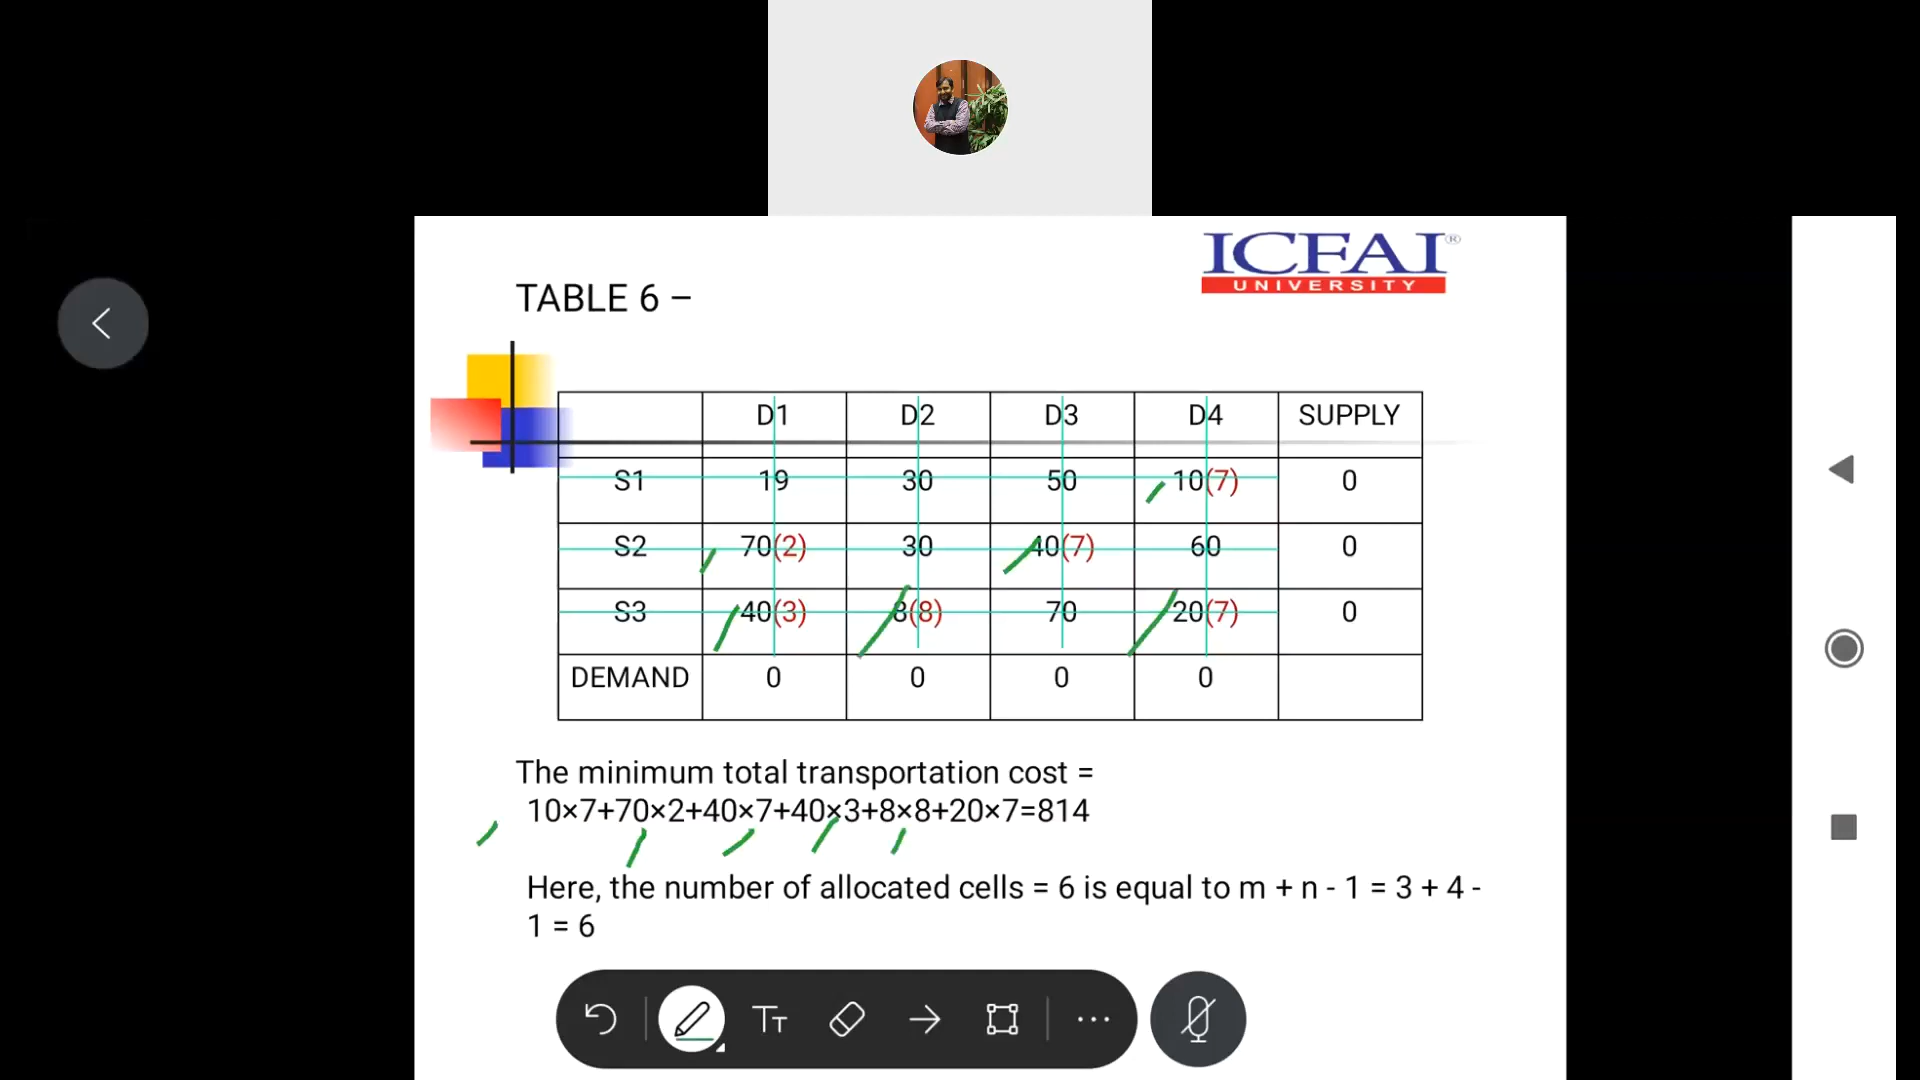 ICFAI®
UNIVERSITY
TABLE 6 –
D1 D2 D3 D4 SUPPLY
S1 19 30 50 10(7) 0
S2 70(2) 30 40(7) 60 0
S3 40(3) 8(8) 70 20(7) 0
DEMAND 0 0 0 0
The minimum total transportation cost =
10×7+70×2+40×7+40×3+8×8+20×7=814
Here, the number of allocated cells = 6 is equal to m + n - 1 = 3 + 4 -
1 = 6
TT